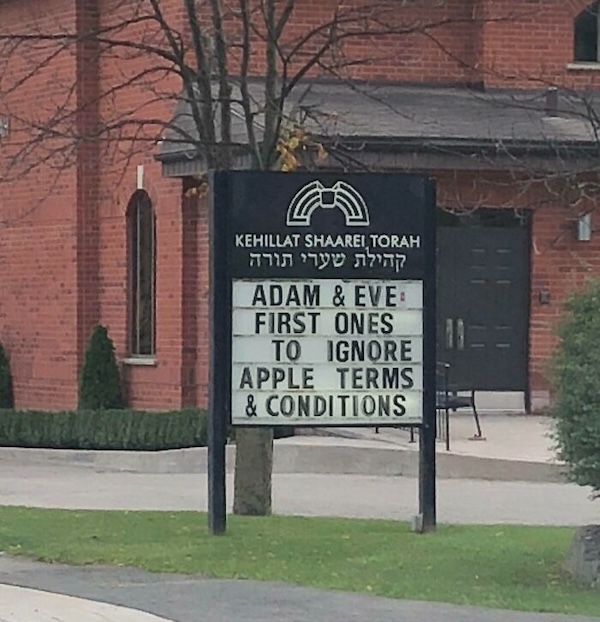 KEHILLAT SHAAREI TORAH
קהילת שערי תורה
ADAM & EVE:
FIRST ONES
TO IGNORE
APPLE TERMS
& CONDITIONS